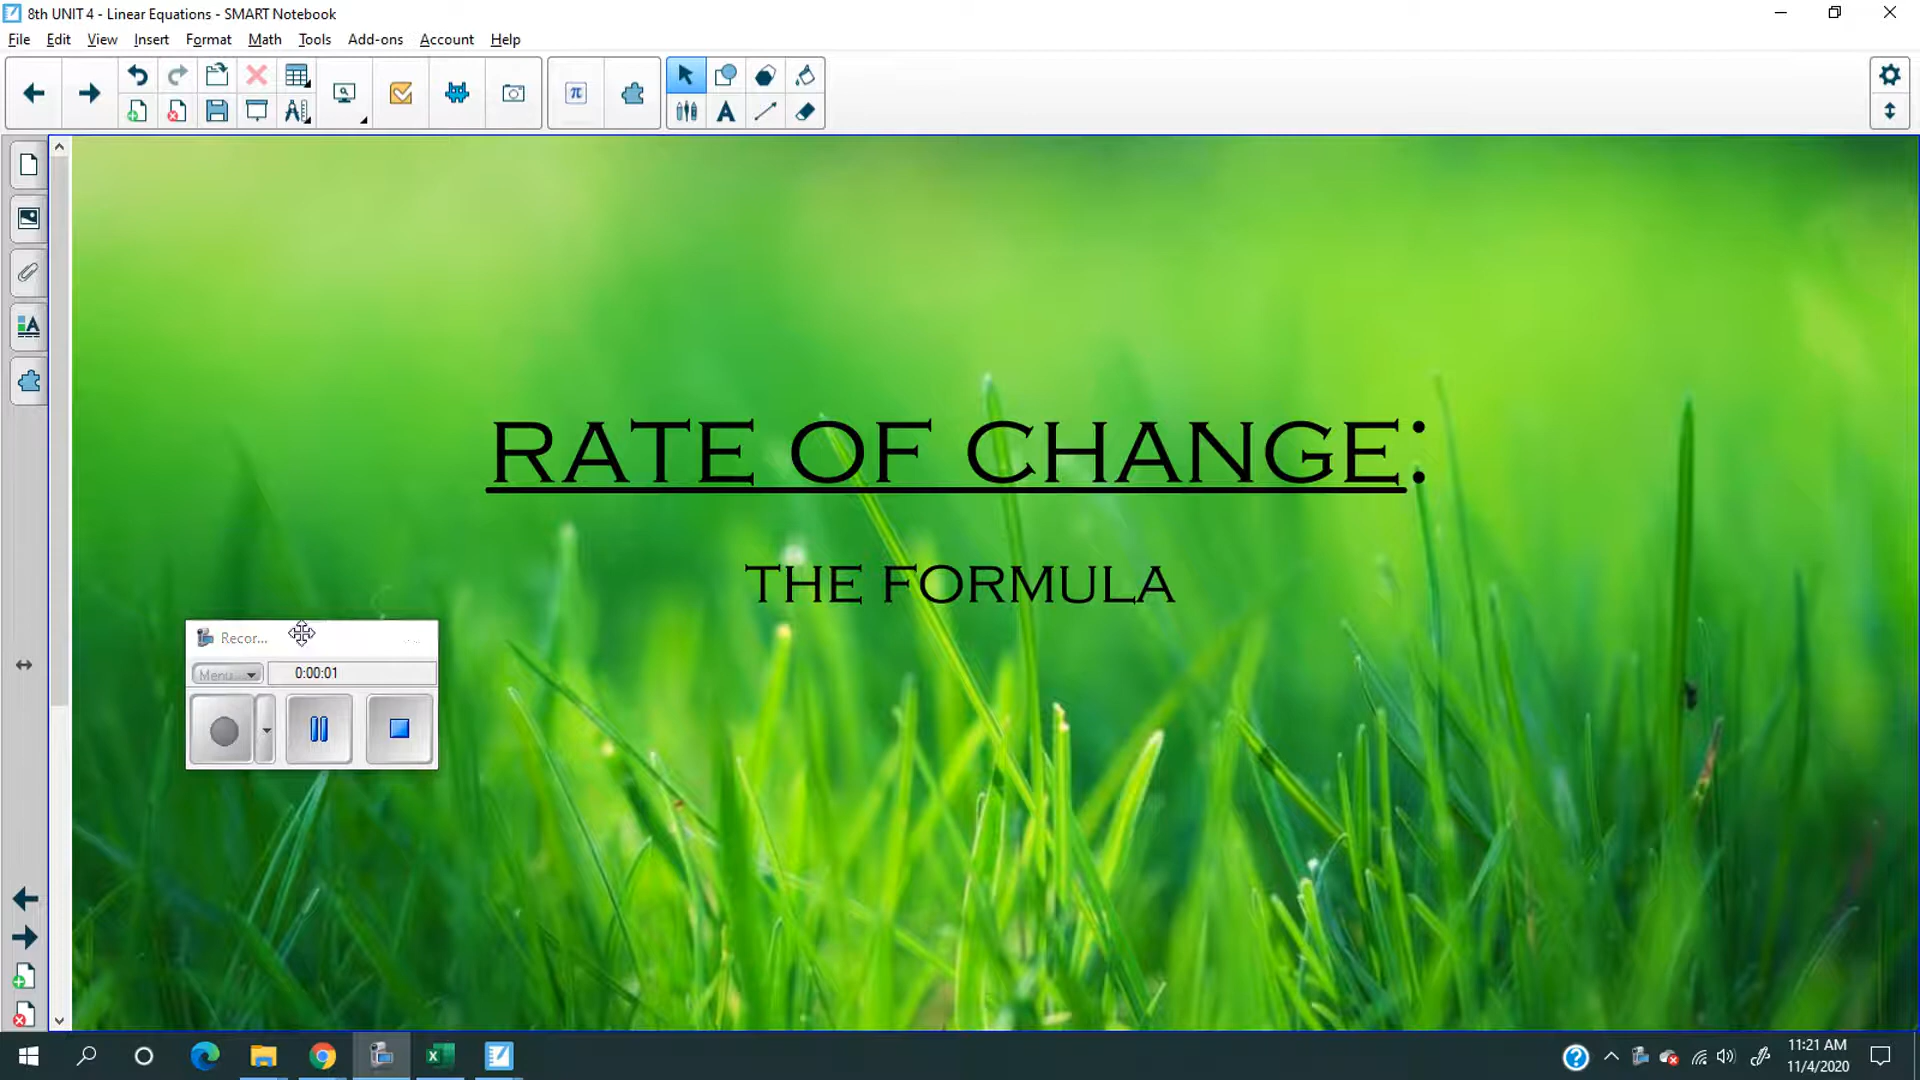 8th UNIT 4 - Linear Equations - SMART Notebook
File Edit View Insert Format Math Tools Add-ons Account Help
RATE OF CHANGE:
THE FORMULA
Recor...
Menu
0:00:01
11:21 AM
11/4/2020